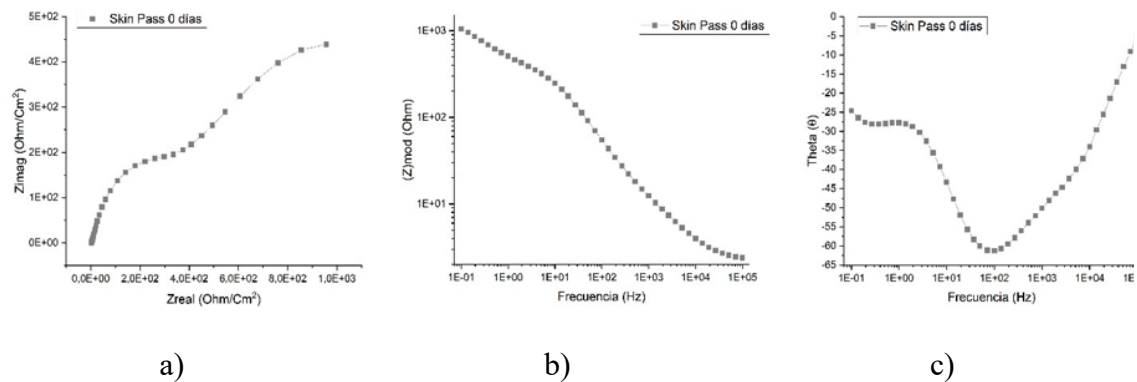 Skin Pass 0 días
5E+02
4E+02
3E+02
2E+02
1E+02
0E+00
Zimag (Ohm/Cm²)
0,0E+00 2,0E+02 4,0E+02 6,0E+02 8,0E+02 1,0E+03
Zreal (Ohm/Cm²)
a)
Skin Pass 0 días
1E+03
1E+02
1E+01
(Z)mod (Ohm)
1E-01 1E+00 1E+01 1E+02 1E+03 1E+04 1E+05
Frecuencia (Hz)
b)
Skin Pass 0 días
0
-5
-10
-15
-20
-25
-30
-35
-40
-45
-50
-55
-60
-65
Theta (θ)
1E-01 1E+00 1E+01 1E+02 1E+03 1E+04
Frecuencia (Hz)
c)